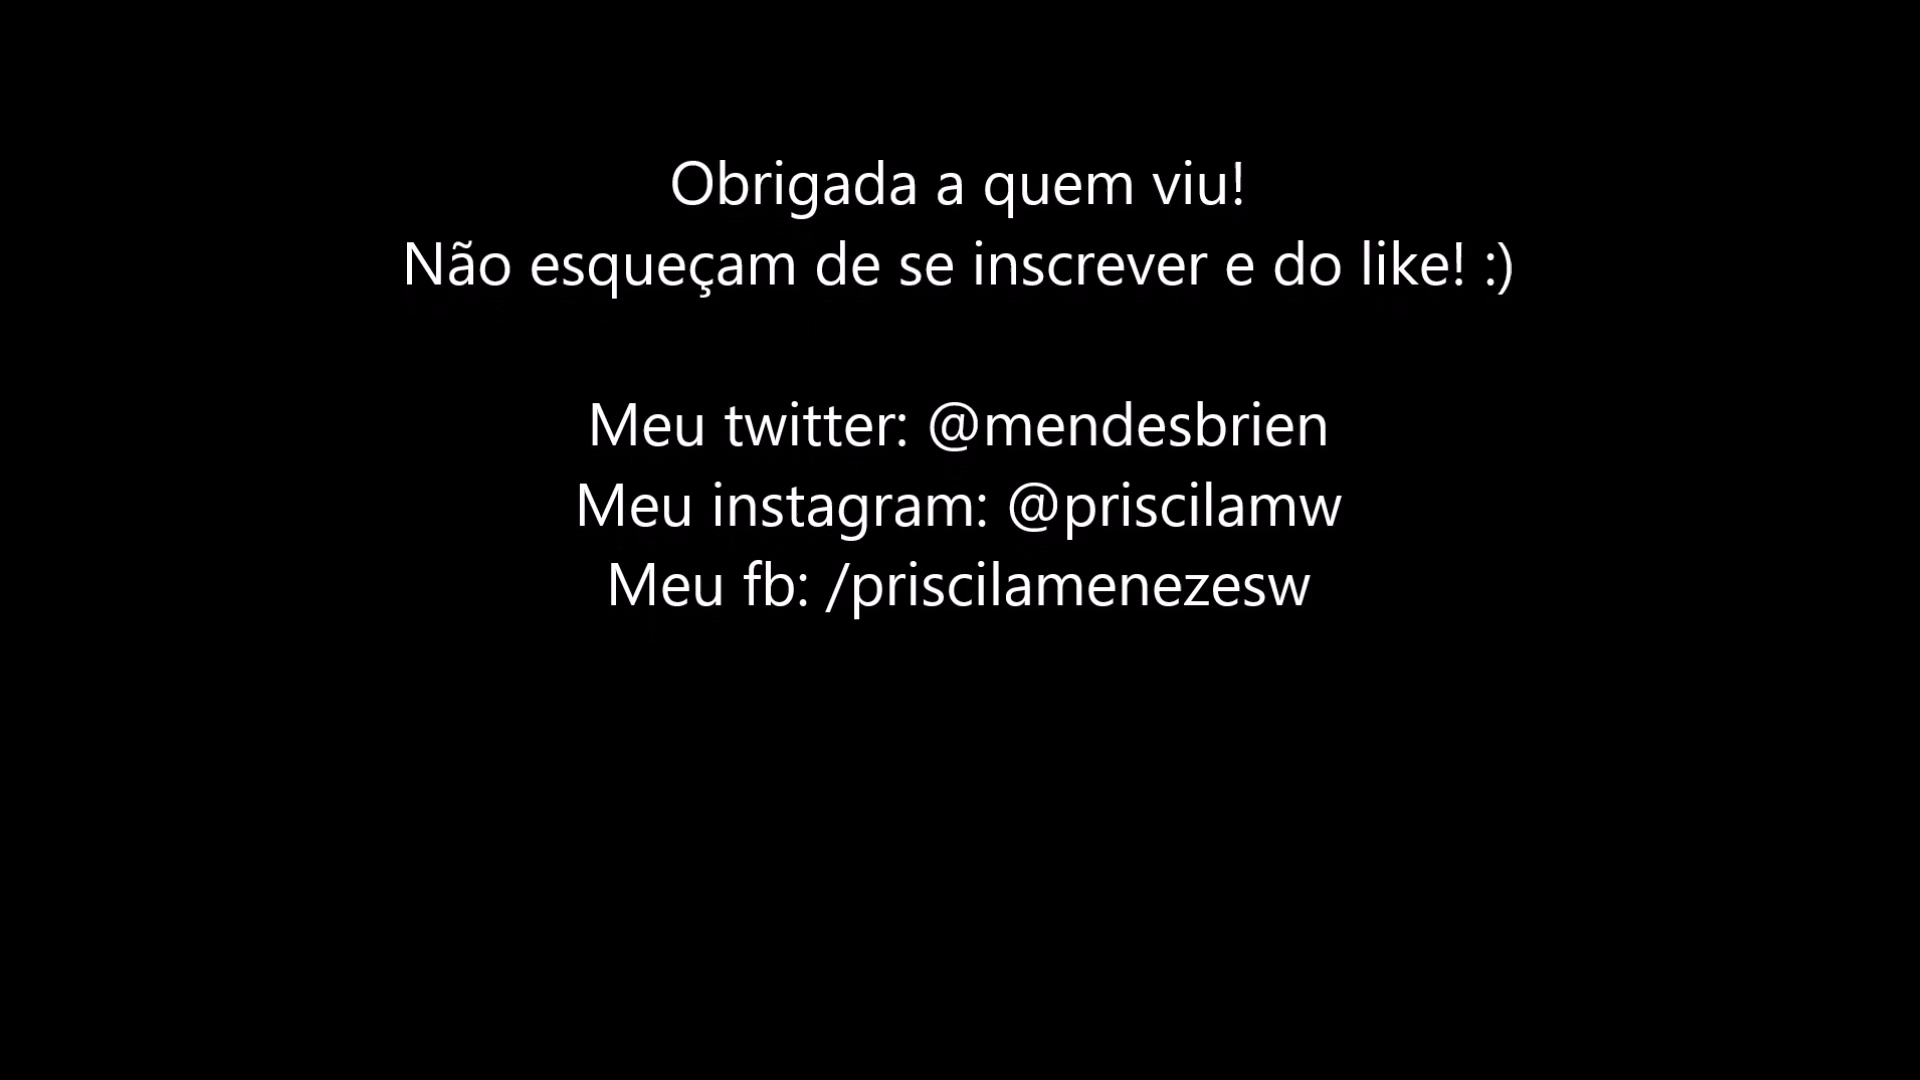 Obrigada a quem viu!
Não esqueçam de se inscrever e do like! :)
Meu twitter: @mendesbrien
Meu instagram: @priscilamw
Meu fb: /priscilamenezesw